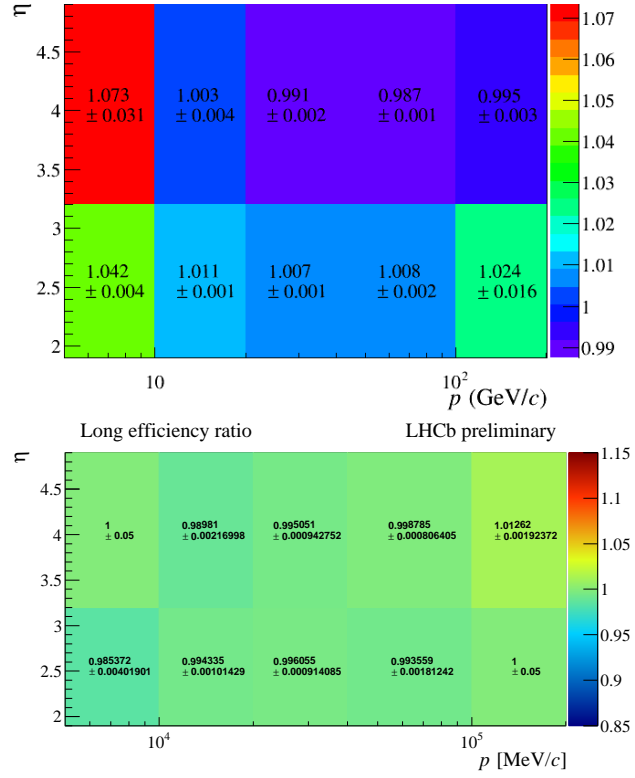 η
4.5
4
3.5
3
2.5
2
1.073 1.003 0.991 0.987 0.995
± 0.031 ± 0.004 ± 0.002 ± 0.001 ± 0.003
1.042 1.011 1.007 1.008 1.024
± 0.004 ± 0.001 ± 0.001 ± 0.002 ± 0.016
10 10²
p (GeV/c)
1.07
1.06
1.05
1.04
1.03
1.02
1.01
1
0.99
Long efficiency ratio LHCb preliminary
η
4.5
4
3.5
3
2.5
2
1 0.98981 0.995051 0.998785 1.01262
± 0.05 ± 0.00216998 ± 0.000942752 ± 0.000806405 ± 0.00192372
0.985372 0.994335 0.996055 0.993559 1
± 0.00401901 ± 0.00101429 ± 0.000914085 ± 0.00181242 ± 0.05
10⁴ 10⁵
p [MeV/c]
1.15
1.1
1.05
1
0.95
0.9
0.85